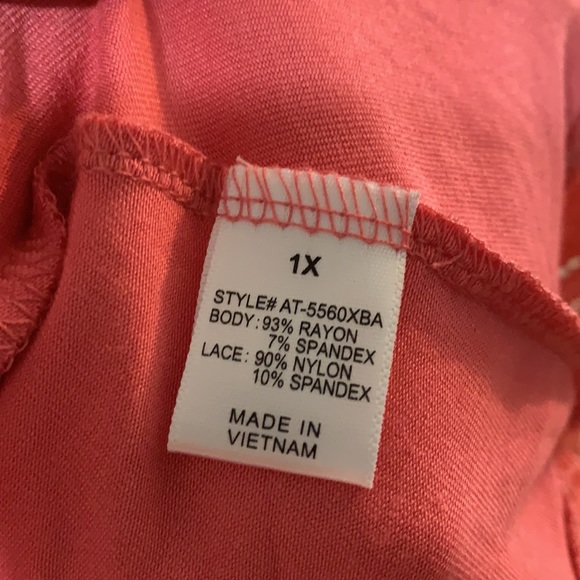 1X
STYLE# AT-5560XBA
BODY: 93% RAYON
7% SPANDEX
LACE: 90% NYLON
10% SPANDEX
MADE IN
VIETNAM